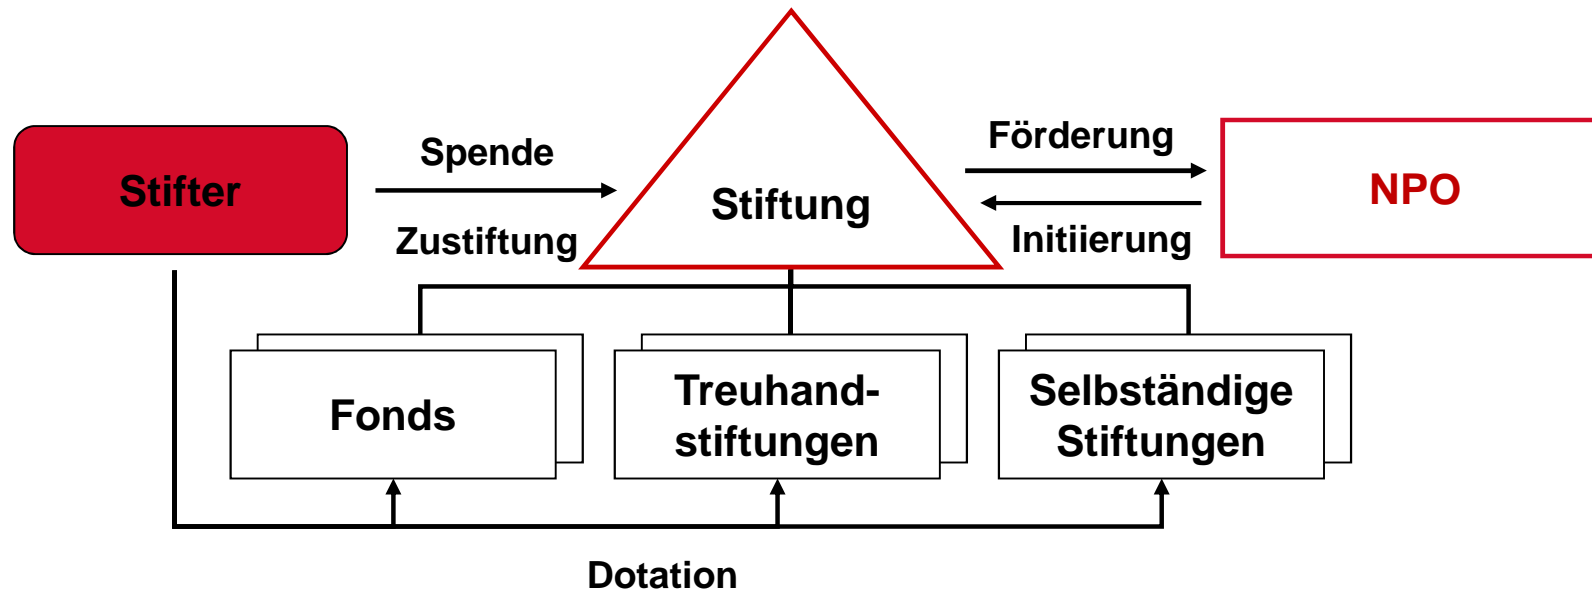 Stifter
Spende
Zustiftung
Stiftung
Förderung
Initiierung
NPO
Fonds
Treuhand-
stiftungen
Selbständige
Stiftungen
Dotation